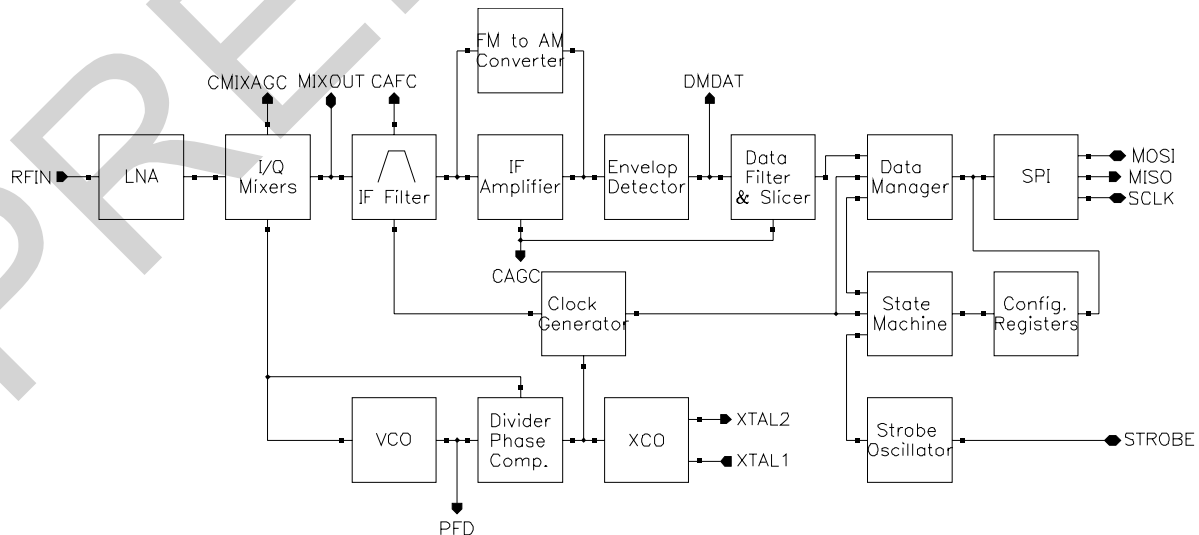 FM to AM
Converter
CMIXAGC
MIXOUT
CAFC
DMDAT
RFIN
LNA
I/Q
Mixers
IF Filter
IF
Amplifier
Envelop
Detector
Data
Filter
& Slicer
Data
Manager
SPI
MOSI
MISO
SCLK
CAGC
Clock
Generator
State
Machine
Config.
Registers
VCO
Divider
Phase
Comp.
XCO
XTAL2
XTAL1
Strobe
Oscillator
STROBE
PFD
PRE